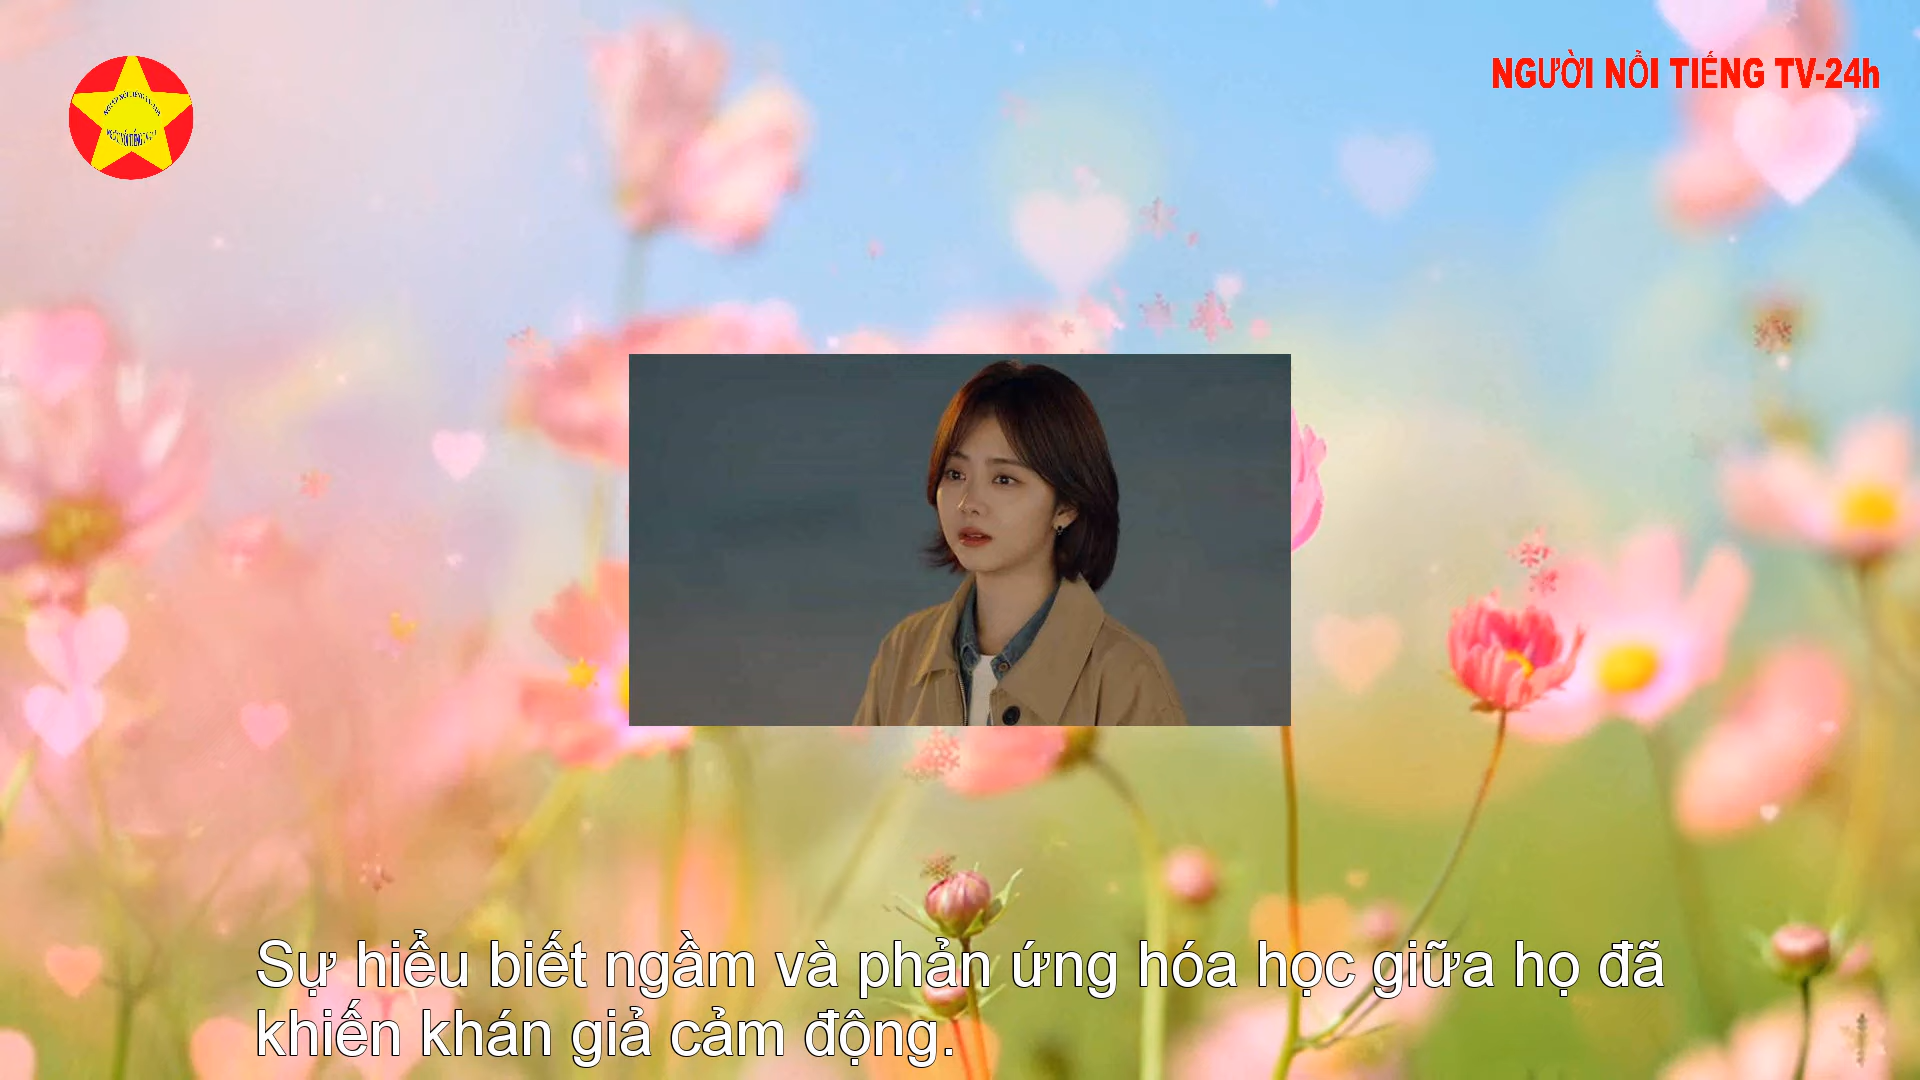 NGƯỜI NỔI TIẾNG TV-24h
Sự hiểu biết ngầm và phản ứng hóa học giữa họ đã
khiến khán giả cảm động.